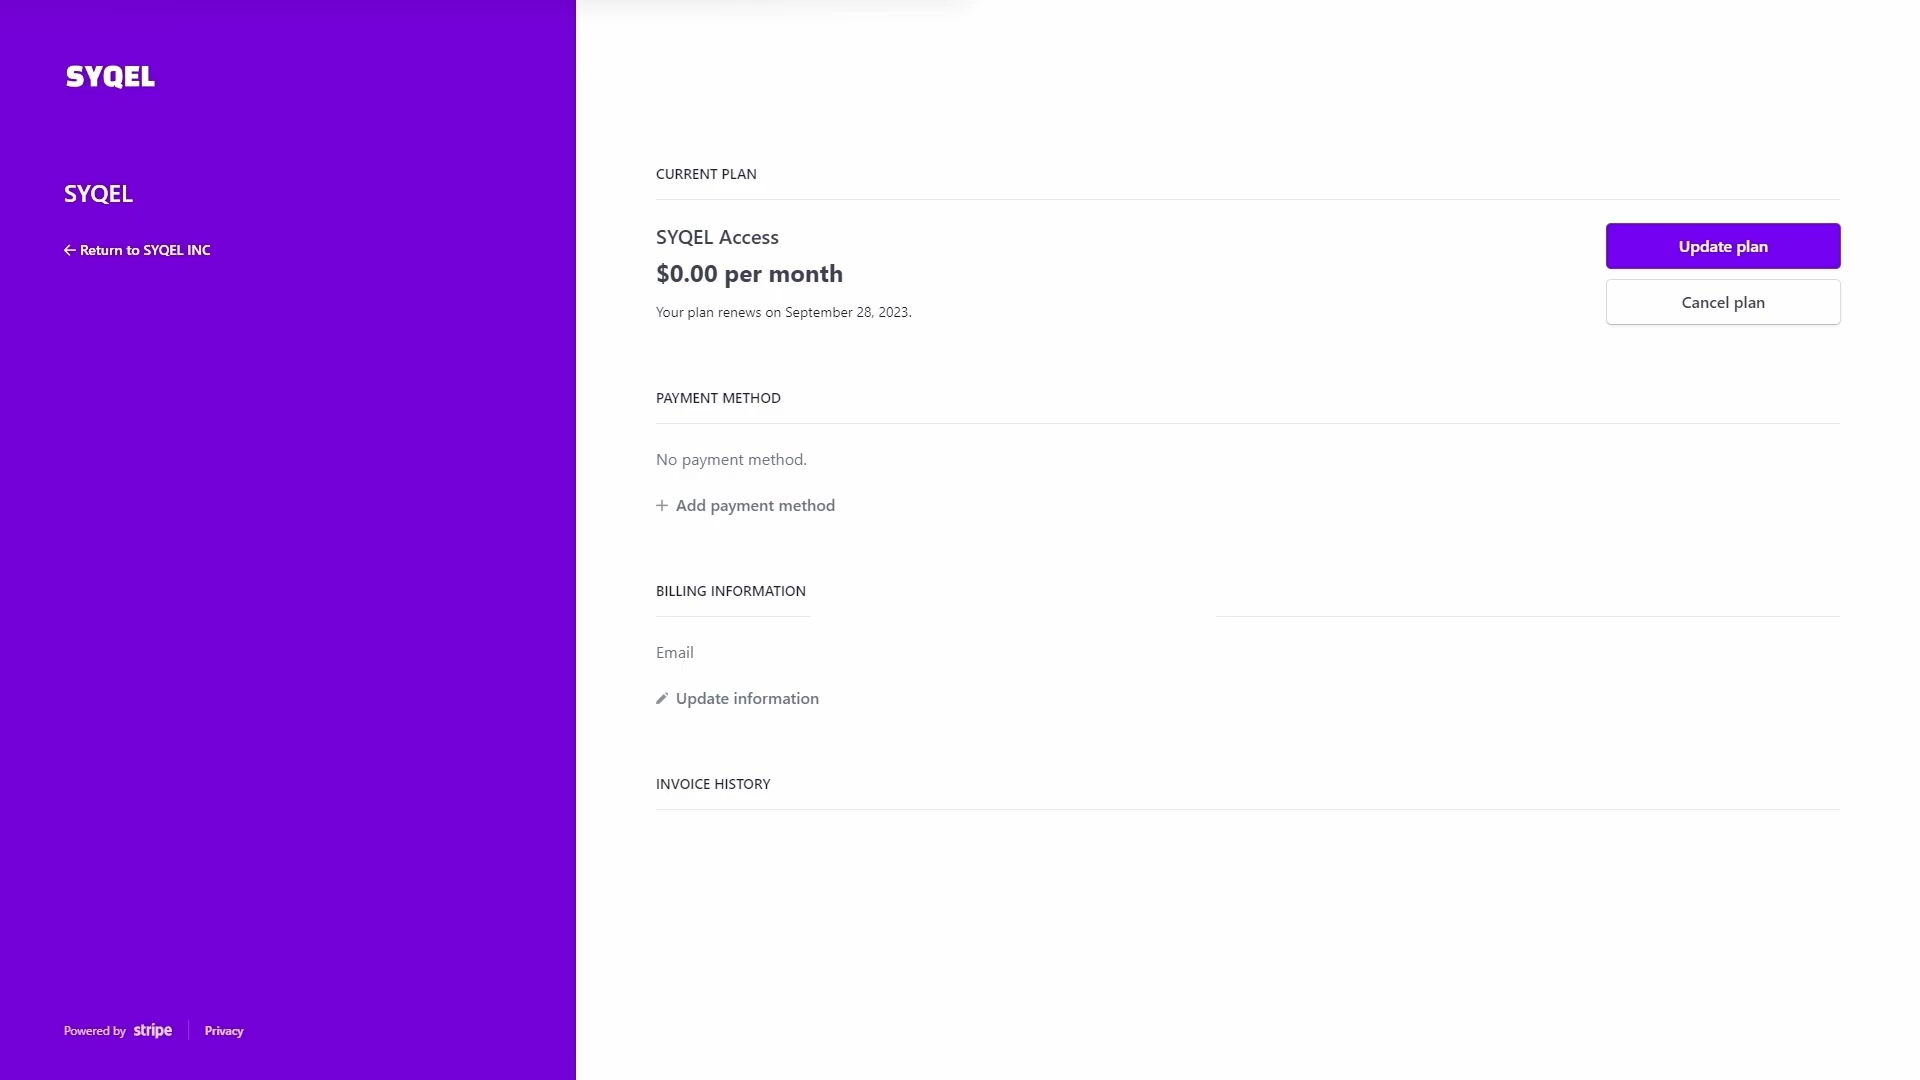 SYQEL
SYQEL
Return to SYQEL INC
CURRENT PLAN
SYQEL Access
$0.00 per month
Your plan renews on September 28, 2023.
Update plan
Cancel plan
PAYMENT METHOD
No payment method.
Add payment method
BILLING INFORMATION
Email
Update information
INVOICE HISTORY
Powered by stripe
Privacy